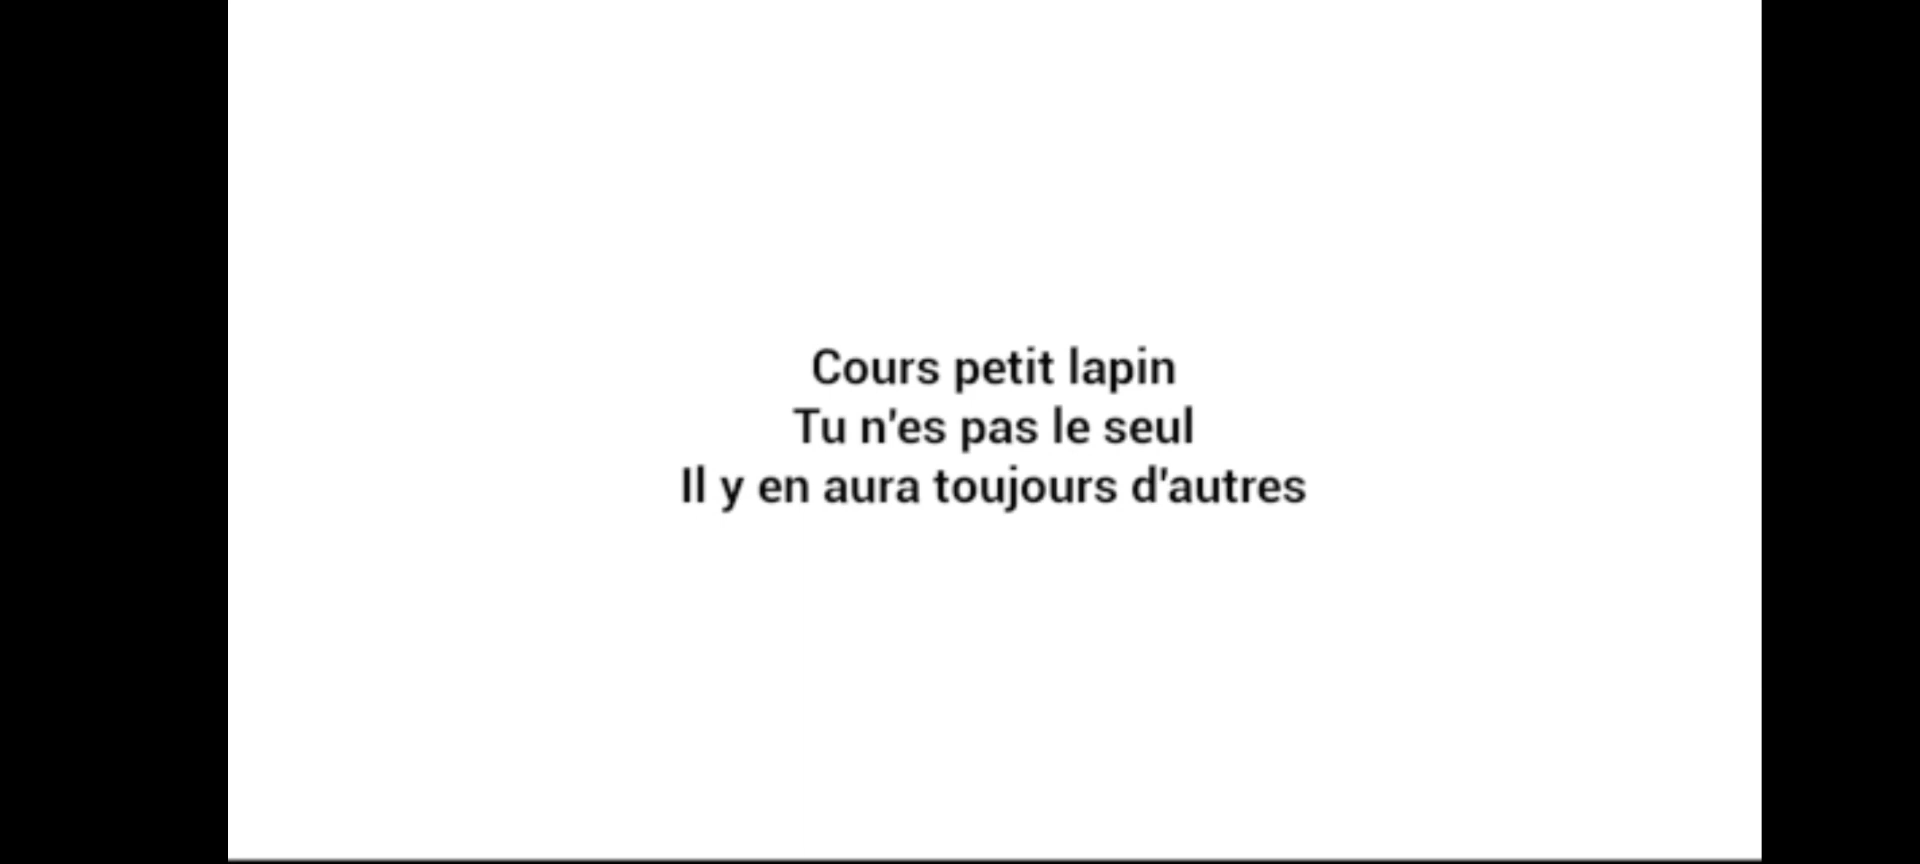 Cours petit lapin
Tu n'es pas le seul
Il y en aura toujours d'autres